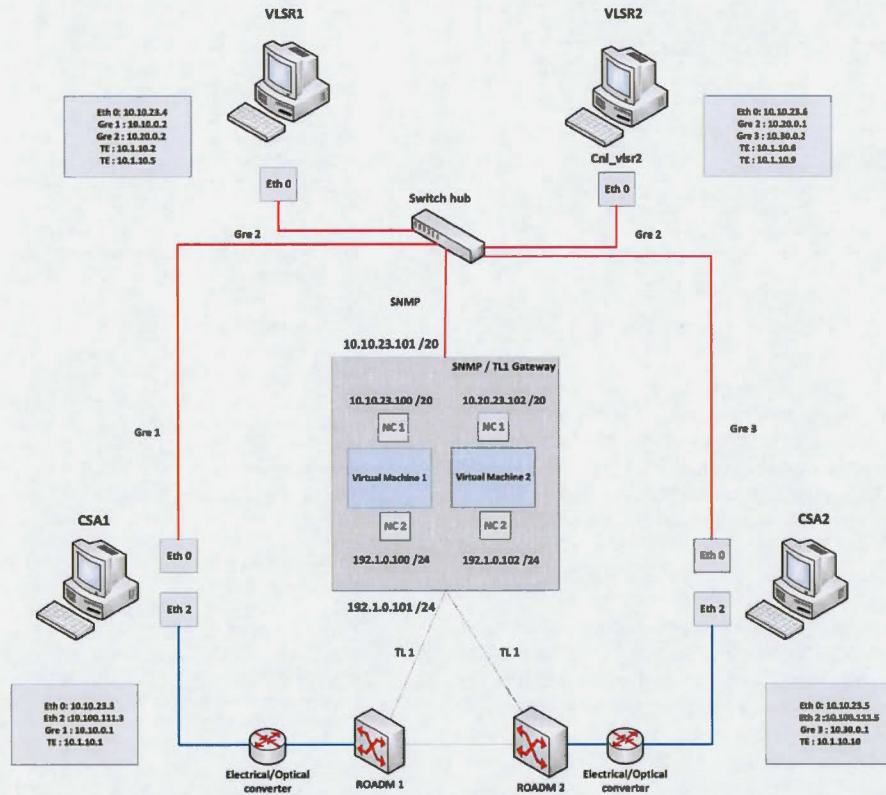 VLSR1
VLSR2
Eth 0: 10.10.23.4
Gre 1 : 10.10.0.2
Gre 2 : 10.20.0.2
TE : 10.1.10.2
TE : 10.1.10.5
Eth 0: 10.10.23.6
Gre 2 : 10.20.0.1
Gre 3 : 10.30.0.2
TE : 10.1.10.6
TE : 10.1.10.9
Cnl_vlsr2
Eth 0
Eth 0
Switch hub
Gre 2
Gre 2
SNMP
10.10.23.101 /20
SNMP / TL1 Gateway
10.10.23.100 /20
10.20.23.102 /20
NC 1
NC 1
Gre 1
Gre 3
Virtual Machine 1
Virtual Machine 2
CSA1
CSA2
NC 2
NC 2
Eth 0
Eth 0
192.1.0.100 /24
192.1.0.102 /24
Eth 2
Eth 2
192.1.0.101 /24
TL 1
TL 1
Eth 0: 10.10.23.3
Eth 2 :10.100.111.3
Gre 1 : 10.10.0.1
TE : 10.1.10.1
Eth 0: 10.10.23.5
Eth 2 :10.100.111.5
Gre 3 : 10.30.0.1
TE : 10.1.10.10
Electrical/Optical
converter
ROADM 1
ROADM 2
Electrical/Optical
converter